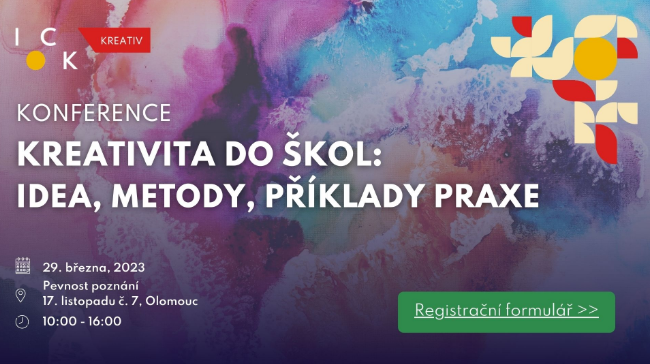 I C
K
KREATIV
KONFERENCE
KREATIVITA DO ŠKOL:
IDEA, METODY, PŘÍKLADY PRAXE
29. března, 2023
Pevnost poznání
17. listopadu č. 7, Olomouc
10:00 - 16:00
Registrační formulář >>